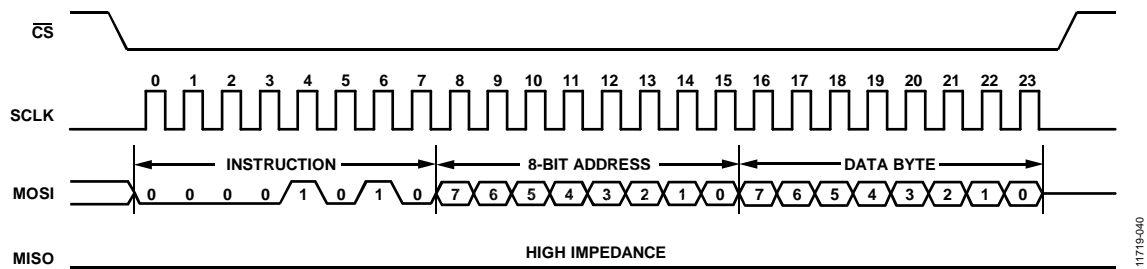 CS
0 1 2 3 4 5 6 7 8 9 10 11 12 13 14 15 16 17 18 19 20 21 22 23
SCLK
INSTRUCTION 8-BIT ADDRESS DATA BYTE
MOSI 0 0 0 0 1 0 1 0 7 6 5 4 3 2 1 0 7 6 5 4 3 2 1 0
MISO HIGH IMPEDANCE
11719-040